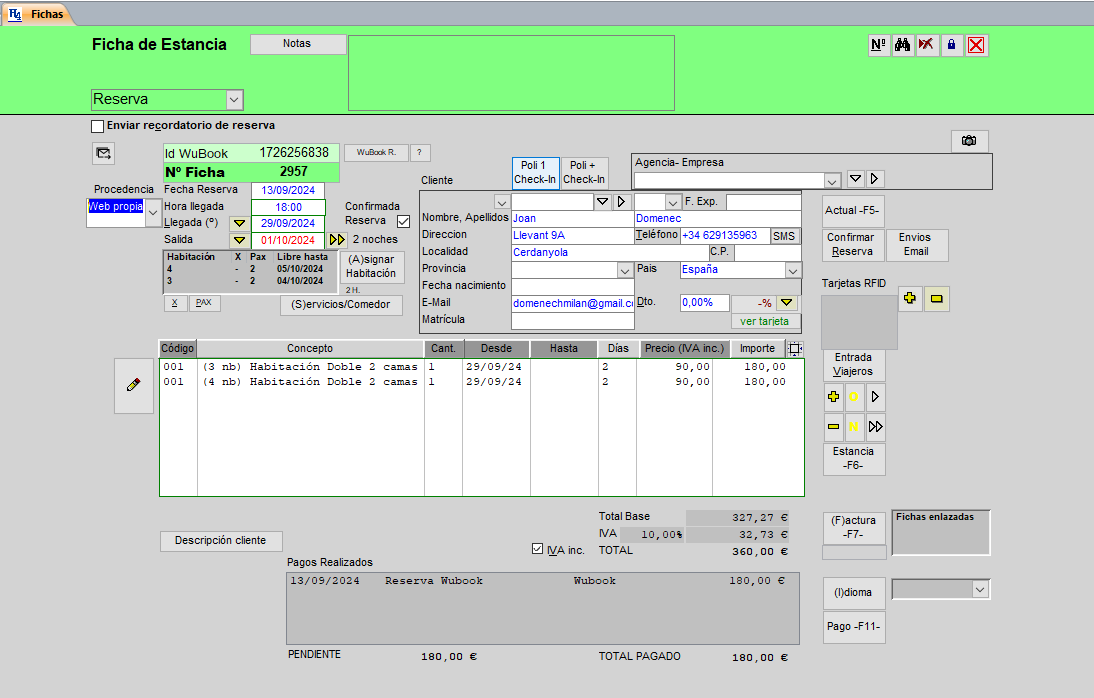 Fichas
Ficha de Estancia
Notas
Nº
Reserva
Enviar recordatorio de reserva
Id WuBook 1726256838
WuBook R. ?
Nº Ficha 2957
Procedencia
Web propia
Fecha Reserva 13/09/2024
Hora llegada 18:00
Llegada (º) 29/09/2024
Salida 01/10/2024 2 noches
Confirmada
Reserva
Habitación X Pax Libre hasta
4 - 2 05/10/2024
3 - 2 04/10/2024
(A)signar
Habitación
2 H.
X PAX
(S)ervicios/Comedor
Cliente
Poli 1
Check-In
Poli +
Check-In
Agencia- Empresa
F. Exp.
Nombre, Apellidos Joan Domenec
Direccion Llevant 9A Teléfono +34 629135963 SMS
Localidad Cerdanyola C.P.
Provincia Pais España
Fecha nacimiento
E-Mail domenechmilan@gmail.c Dto. 0,00% -%
Matrícula ver tarjeta
Actual -F5-
Confirmar
Reserva
Envios
Email
Tarjetas RFID
Código Concepto Cant. Desde Hasta Días Precio (IVA inc.) Importe
001 (3 nb) Habitación Doble 2 camas 1 29/09/24 2 90,00 180,00
001 (4 nb) Habitación Doble 2 camas 1 29/09/24 2 90,00 180,00
Entrada
Viajeros
O
N
Estancia
-F6-
Total Base 327,27 €
IVA 10,00% 32,73 €
IVA inc. TOTAL 360,00 €
Descripción cliente
(F)actura
-F7-
Fichas enlazadas
Pagos Realizados
13/09/2024 Reserva Wubook Wubook 180,00 €
(I)dioma
Pago -F11-
PENDIENTE 180,00 € TOTAL PAGADO 180,00 €